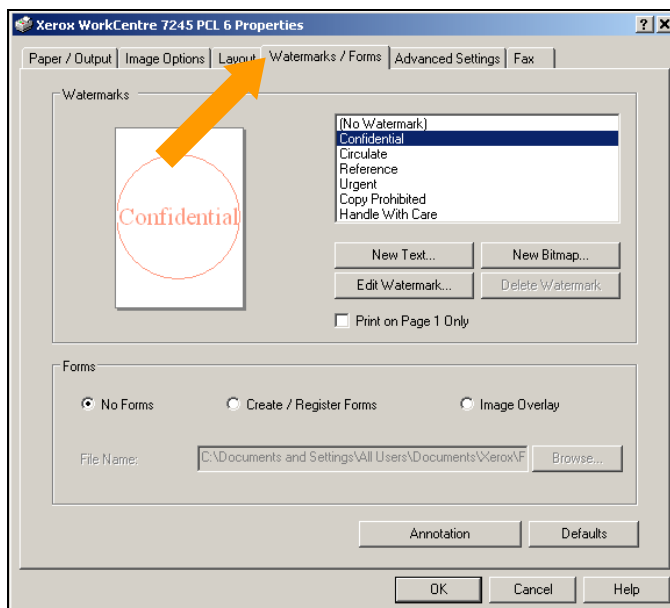 Xerox WorkCentre 7245 PCL 6 Properties
Paper / Output Image Options Layout Watermarks / Forms Advanced Settings Fax
Watermarks
(No Watermark)
Confidential
Circulate
Reference
Urgent
Copy Prohibited
Handle With Care
Confidential
New Text... New Bitmap...
Edit Watermark... Delete Watermark
Print on Page 1 Only
Forms
No Forms Create / Register Forms Image Overlay
File Name: C:\Documents and Settings\All Users\Documents\Xerox\F Browse...
Annotation Defaults
OK Cancel Help